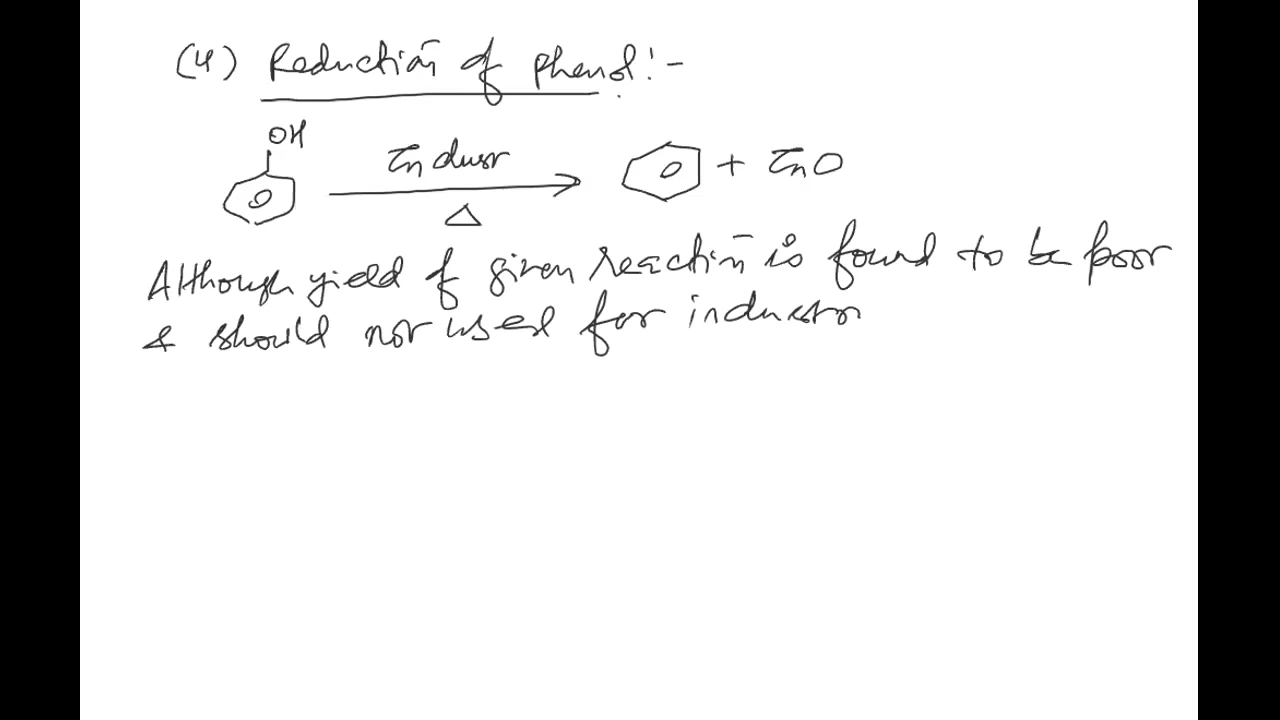 (4) Reduction of phenol :-
OH
Zn dust
→ + ZnO
Δ
Although yield of given reaction is found to be poor
& should not used for industr